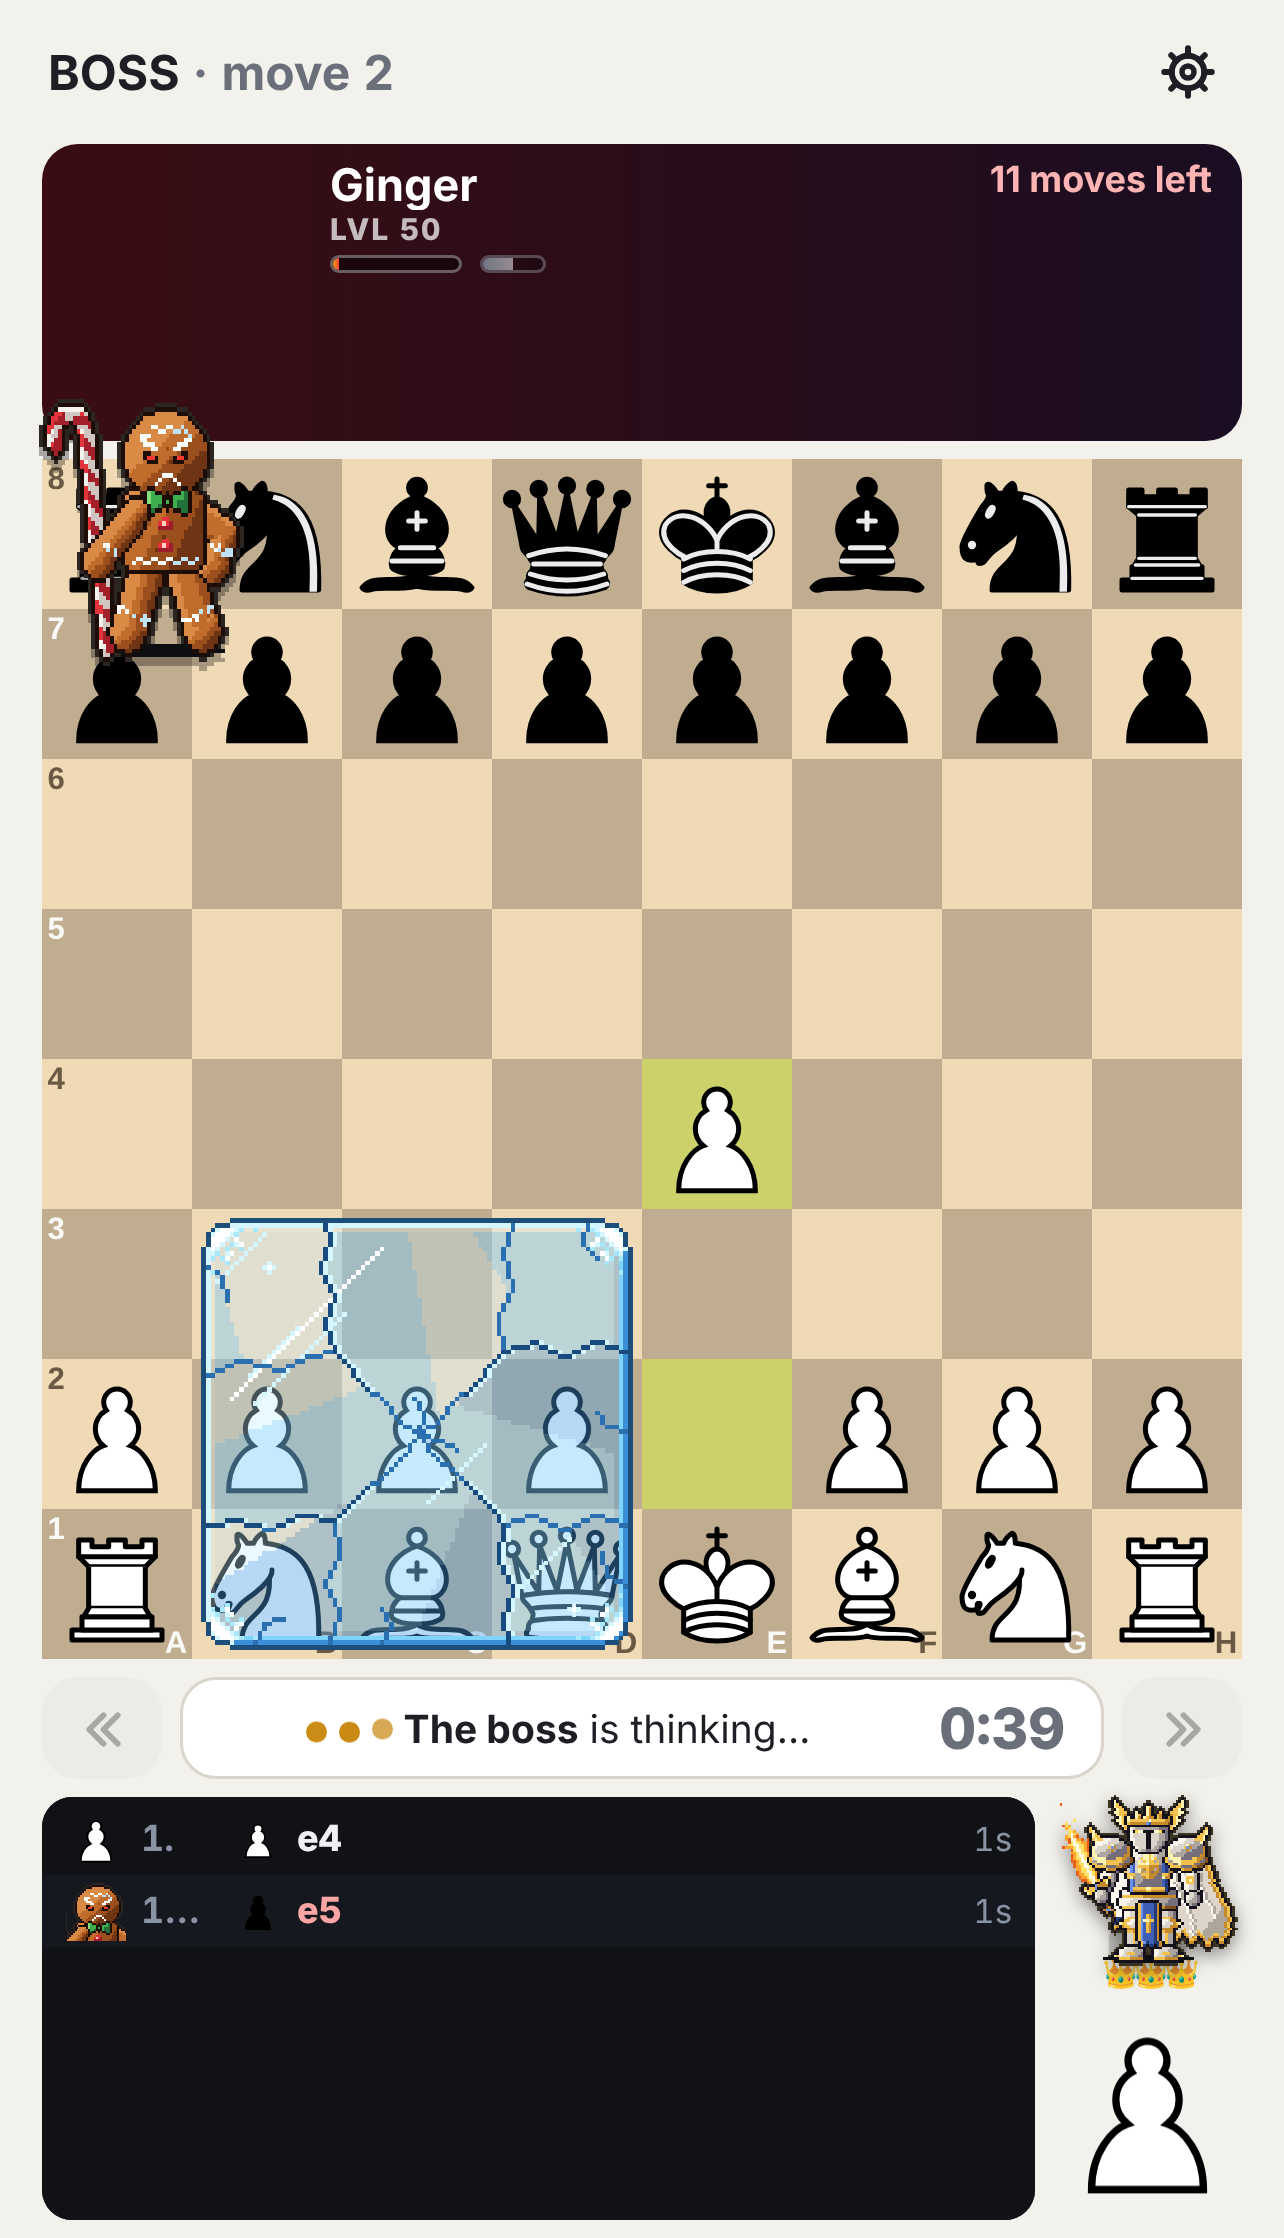 BOSS · move 2
Ginger
11 moves left
LVL 50
8
7
6
5
4
3
2
1
A B C D E F G H
The boss is thinking... 0:39
1. e4 1s
1... e5 1s